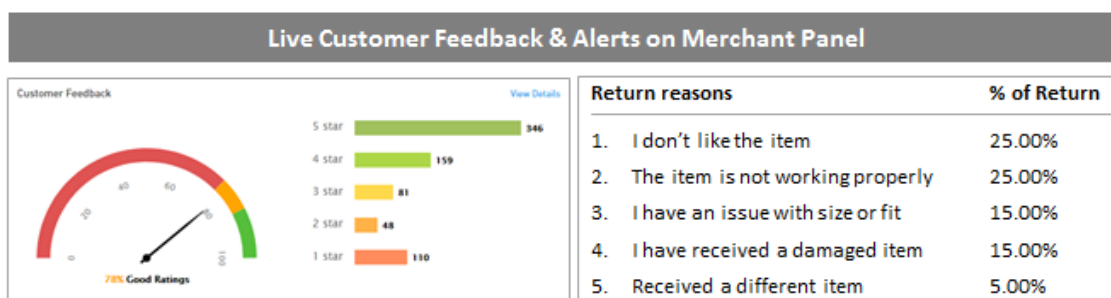 Live Customer Feedback & Alerts on Merchant Panel
Customer Feedback
View Details
5 star 346
4 star 159
3 star 81
2 star 48
1 star 110
0
20
40
60
80
100
78% Good Ratings
Return reasons % of Return
1. I don't like the item 25.00%
2. The item is not working properly 25.00%
3. I have an issue with size or fit 15.00%
4. I have received a damaged item 15.00%
5. Received a different item 5.00%